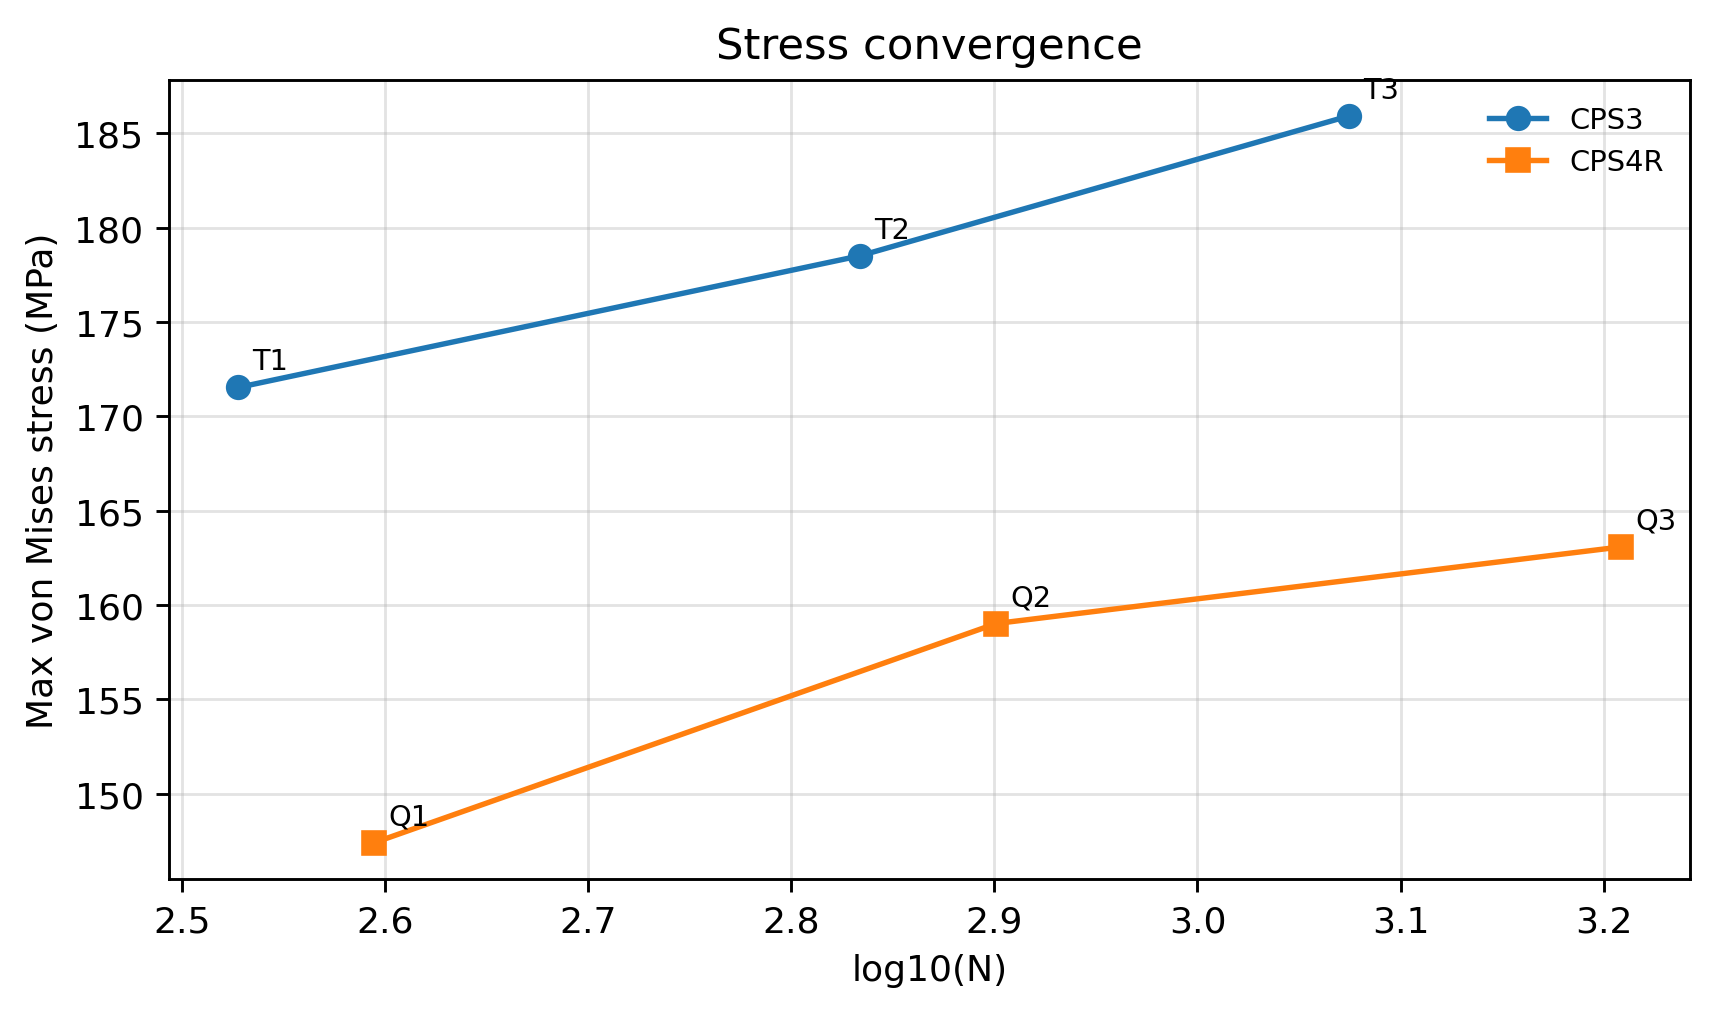 Stress convergence
Max von Mises stress (MPa)
185
180
175
170
165
160
155
150
T1
T2
T3
Q1
Q2
Q3
CPS3
CPS4R
2.5 2.6 2.7 2.8 2.9 3.0 3.1 3.2
log10(N)